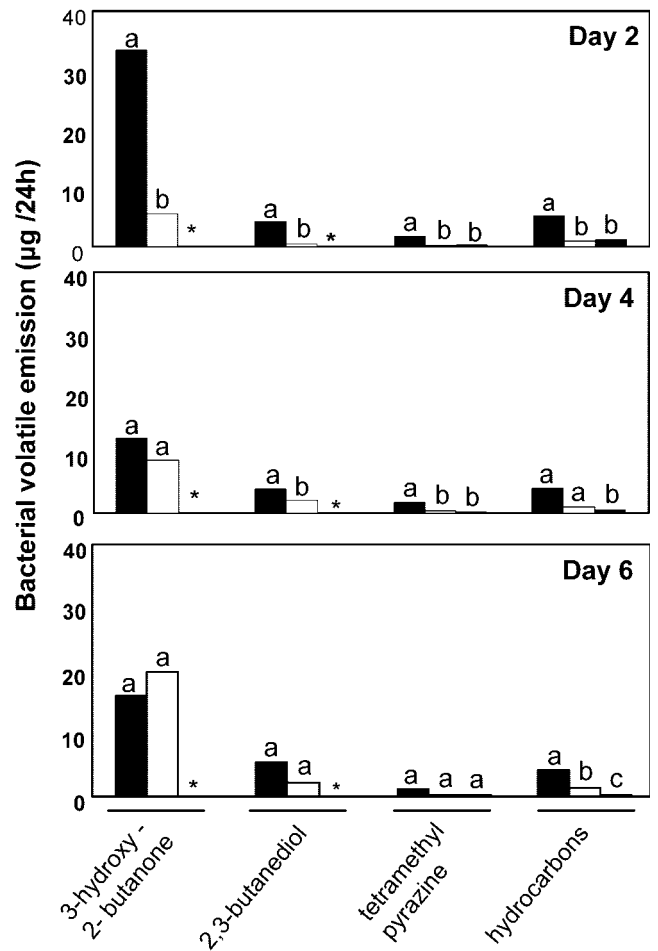 Bacterial volatile emission (µg /24h)
Day 2
40
30
20
10
0
a
b
*
a
b
*
a
b
b
a
b
b
Day 4
40
30
20
10
0
a
a
*
a
b
*
a
b
b
a
a
b
Day 6
40
30
20
10
0
a
a
*
a
a
*
a
a
a
a
b
c
3-hydroxy -
2- butanone
2,3-butanediol
tetramethyl
pyrazine
hydrocarbons